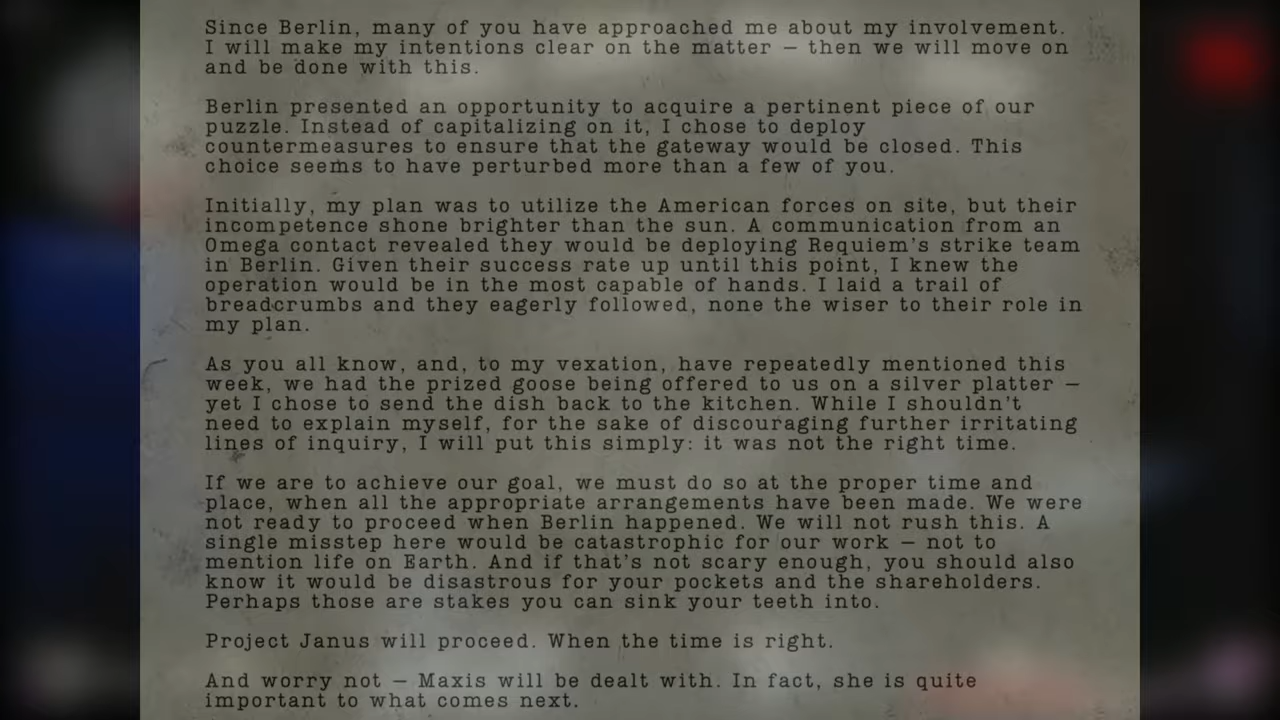 Since Berlin, many of you have approached me about my involvement.
I will make my intentions clear on the matter — then we will move on
and be done with this.
Berlin presented an opportunity to acquire a pertinent piece of our
puzzle. Instead of capitalizing on it, I chose to deploy
countermeasures to ensure that the gateway would be closed. This
choice seems to have perturbed more than a few of you.
Initially, my plan was to utilize the American forces on site, but their
incompetence shone brighter than the sun. A communication from an
Omega contact revealed they would be deploying Requiem's strike team
in Berlin. Given their success rate up until this point, I knew the
operation would be in the most capable of hands. I laid a trail of
breadcrumbs and they eagerly followed, none the wiser to their role in
my plan.
As you all know, and, to my vexation, have repeatedly mentioned this
week, we had the prized goose being offered to us on a silver platter —
yet I chose to send the dish back to the kitchen. While I shouldn't
need to explain myself, for the sake of discouraging further irritating
lines of inquiry, I will put this simply: it was not the right time.
If we are to achieve our goal, we must do so at the proper time and
place, when all the appropriate arrangements have been made. We were
not ready to proceed when Berlin happened. We will not rush this. A
single misstep here would be catastrophic for our work — not to
mention life on Earth. And if that's not scary enough, you should also
know it would be disastrous for your pockets and the shareholders.
Perhaps those are stakes you can sink your teeth into.
Project Janus will proceed. When the time is right.
And worry not — Maxis will be dealt with. In fact, she is quite
important to what comes next.